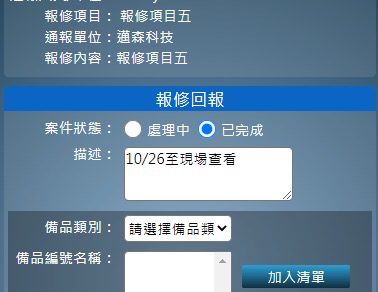 報修項目：報修項目五
通報單位：邁森科技
報修內容：報修項目五
報修回報
案件狀態： 處理中 已完成
描述： 10/26至現場查看
備品類別： 請選擇備品類
備品編號名稱： 加入清單